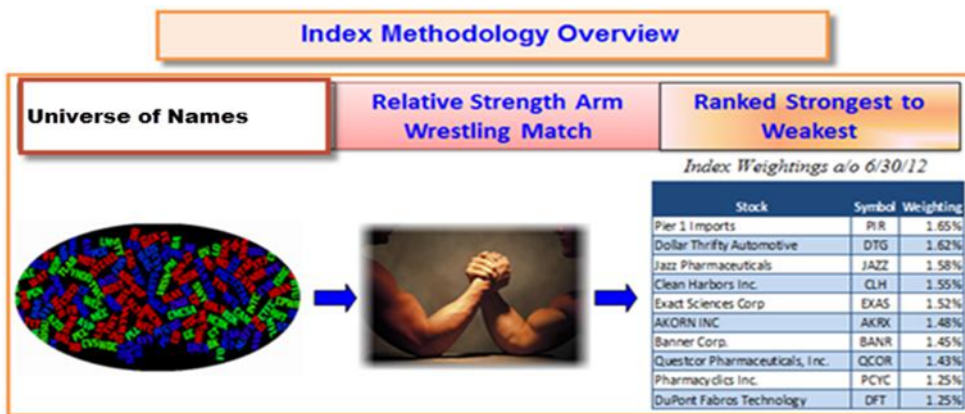 Index Methodology Overview
Universe of Names
Relative Strength Arm
Wrestling Match
Ranked Strongest to
Weakest
Index Weightings a/o 6/30/12
Stock Symbol Weighting
Pier 1 Imports PIR 1.65%
Dollar Thrifty Automotive DTG 1.62%
Jazz Pharmaceuticals JAZZ 1.58%
Clean Harbors Inc. CLH 1.55%
Exact Sciences Corp EXAS 1.52%
AKORN INC AKRX 1.48%
Banner Corp. BANR 1.45%
Questcor Pharmaceuticals, Inc. QCOR 1.43%
Pharmacyclics Inc. PCYC 1.25%
DuPont Fabros Technology DFT 1.25%